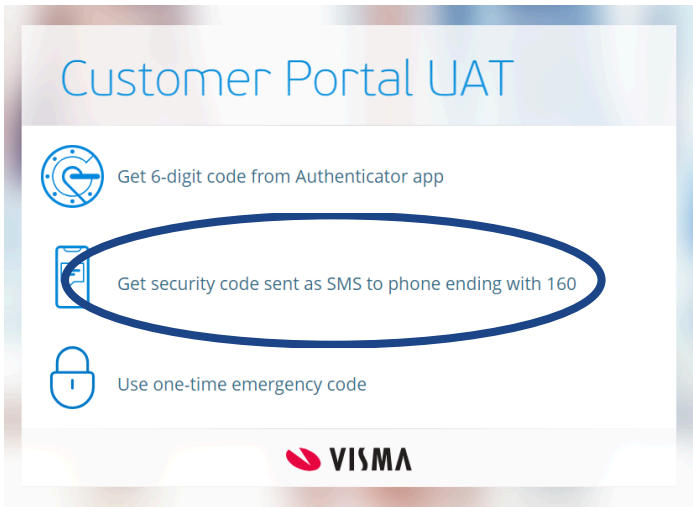 Customer Portal UAT
Get 6-digit code from Authenticator app
Get security code sent as SMS to phone ending with 160
Use one-time emergency code
VISMA